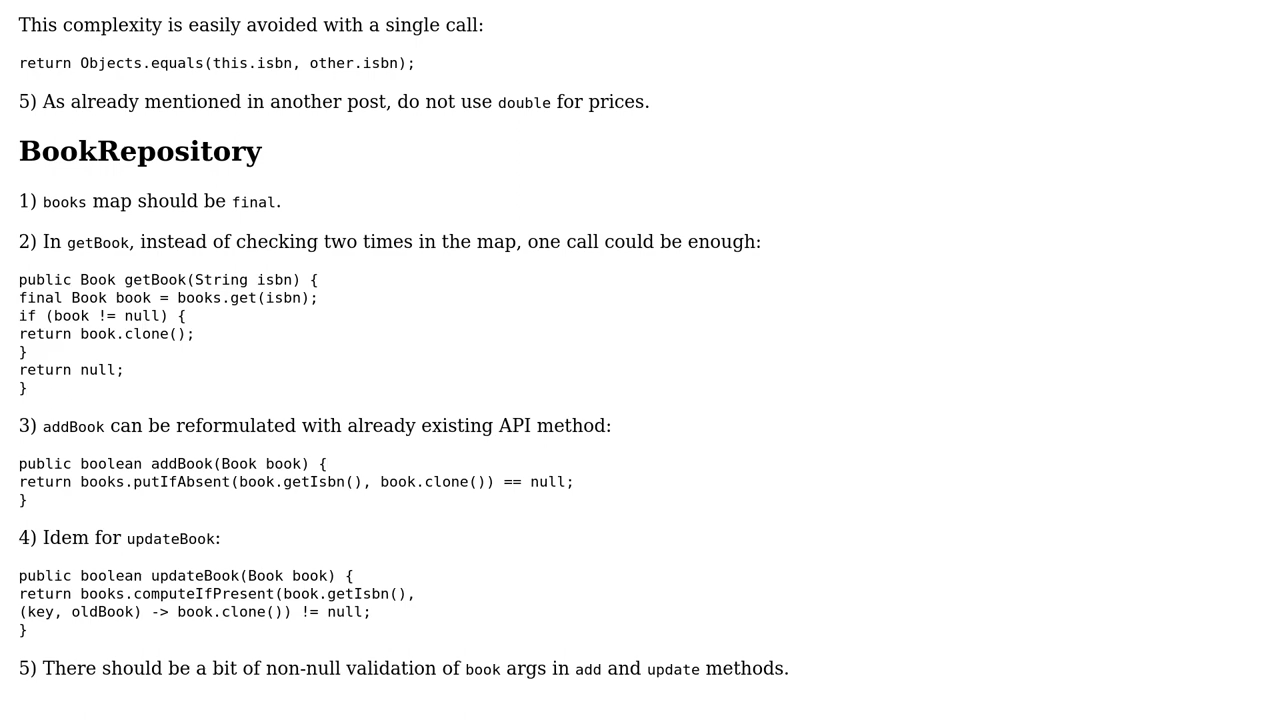 This complexity is easily avoided with a single call:
return Objects.equals(this.isbn, other.isbn);
5) As already mentioned in another post, do not use double for prices.
BookRepository
1) books map should be final.
2) In getBook, instead of checking two times in the map, one call could be enough:
public Book getBook(String isbn) {
final Book book = books.get(isbn);
if (book != null) {
return book.clone();
}
return null;
}
3) addBook can be reformulated with already existing API method:
public boolean addBook(Book book) {
return books.putIfAbsent(book.getIsbn(), book.clone()) == null;
}
4) Idem for updateBook:
public boolean updateBook(Book book) {
return books.computeIfPresent(book.getIsbn(),
(key, oldBook) -> book.clone()) != null;
}
5) There should be a bit of non-null validation of book args in add and update methods.